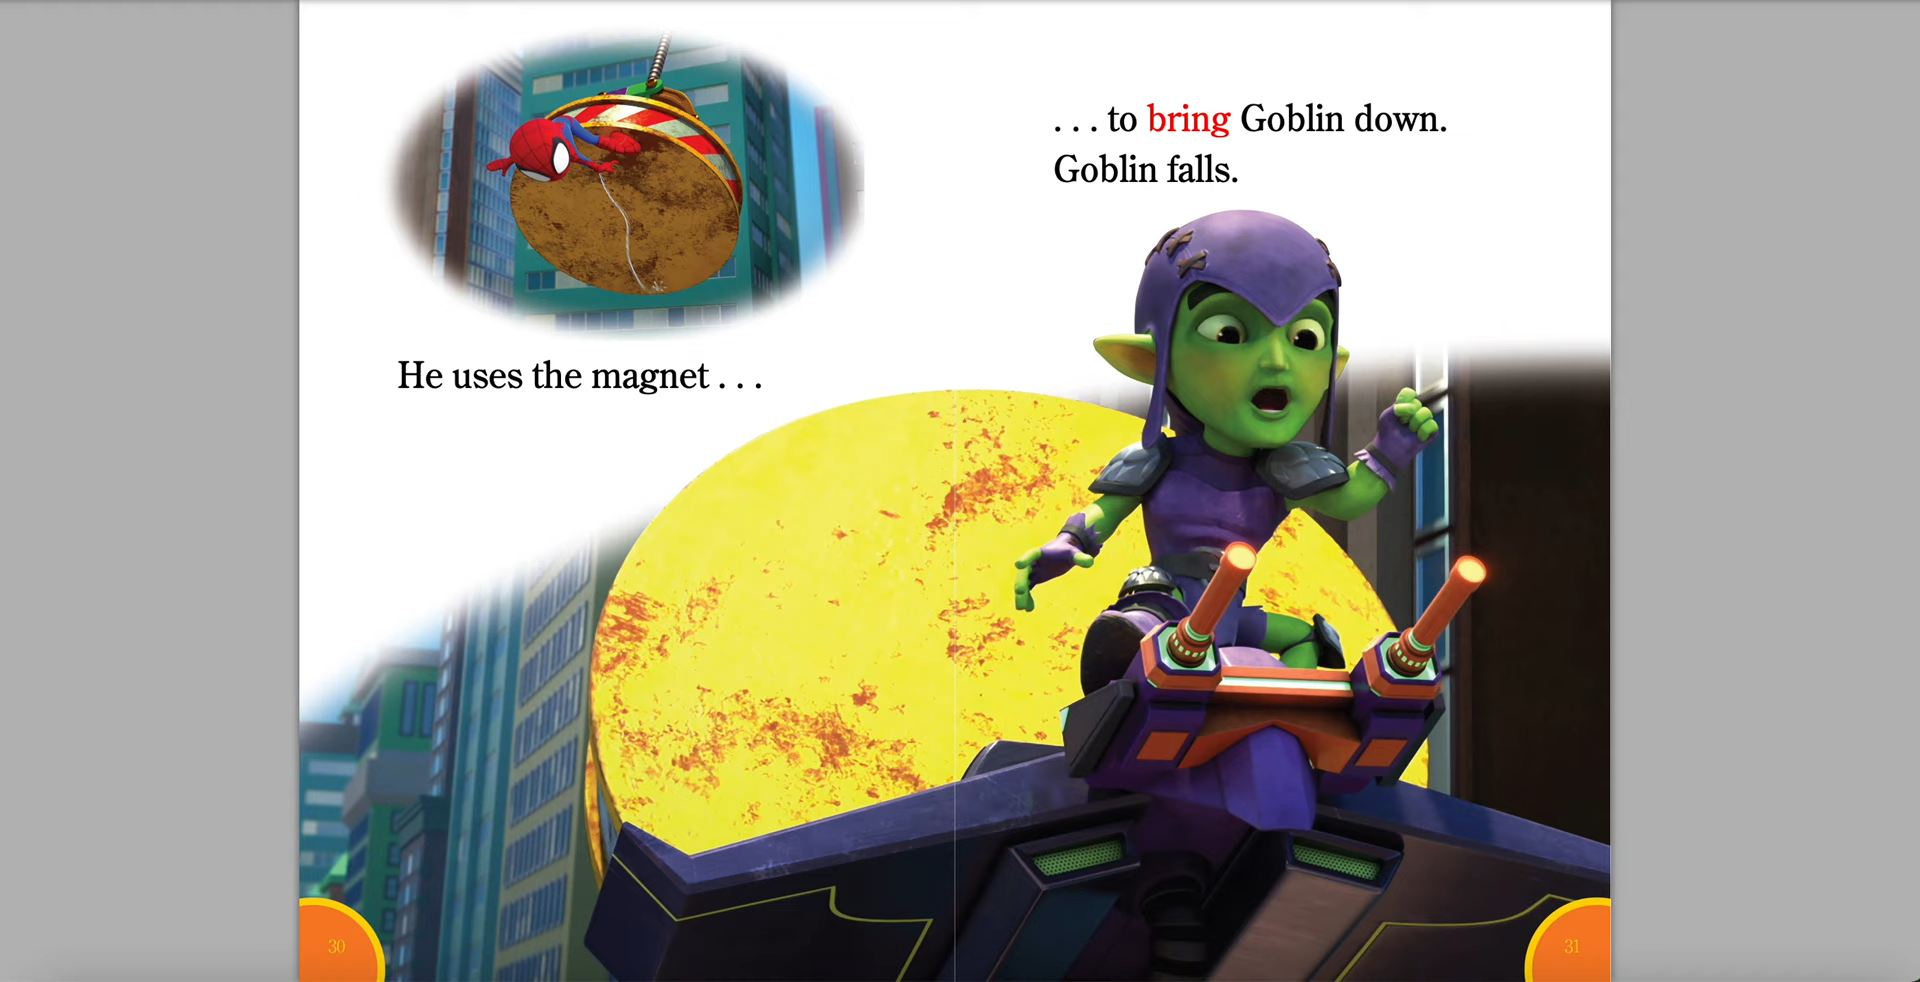 He uses the magnet . . .
. . . to bring Goblin down.
Goblin falls.
30
31